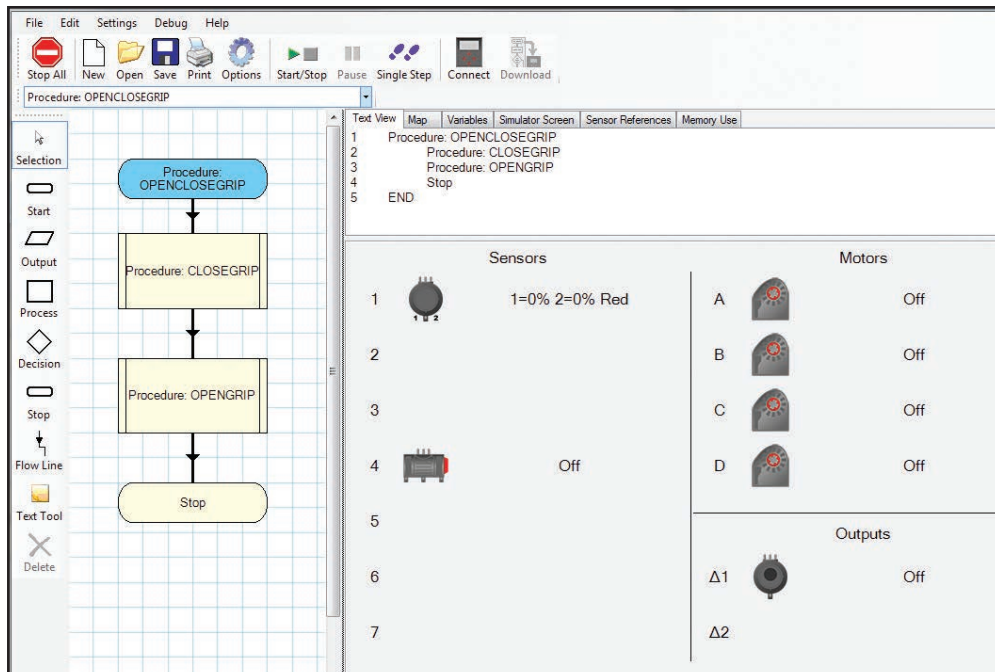 File Edit Settings Debug Help
Stop All New Open Save Print Options Start/Stop Pause Single Step Connect Download
Procedure: OPENCLOSEGRIP
Selection
Start
Output
Process
Decision
Stop
Flow Line
Text Tool
Delete
Procedure:
OPENCLOSEGRIP
Procedure: CLOSEGRIP
Procedure: OPENGRIP
Stop
Text View Map Variables Simulator Screen Sensor References Memory Use
1 Procedure: OPENCLOSEGRIP
2 Procedure: CLOSEGRIP
3 Procedure: OPENGRIP
4 Stop
5 END
Sensors
1 1 2 1=0% 2=0% Red
2
3
4 Off
5
6
7
Motors
A Off
B Off
C Off
D Off
Outputs
Δ1 Off
Δ2